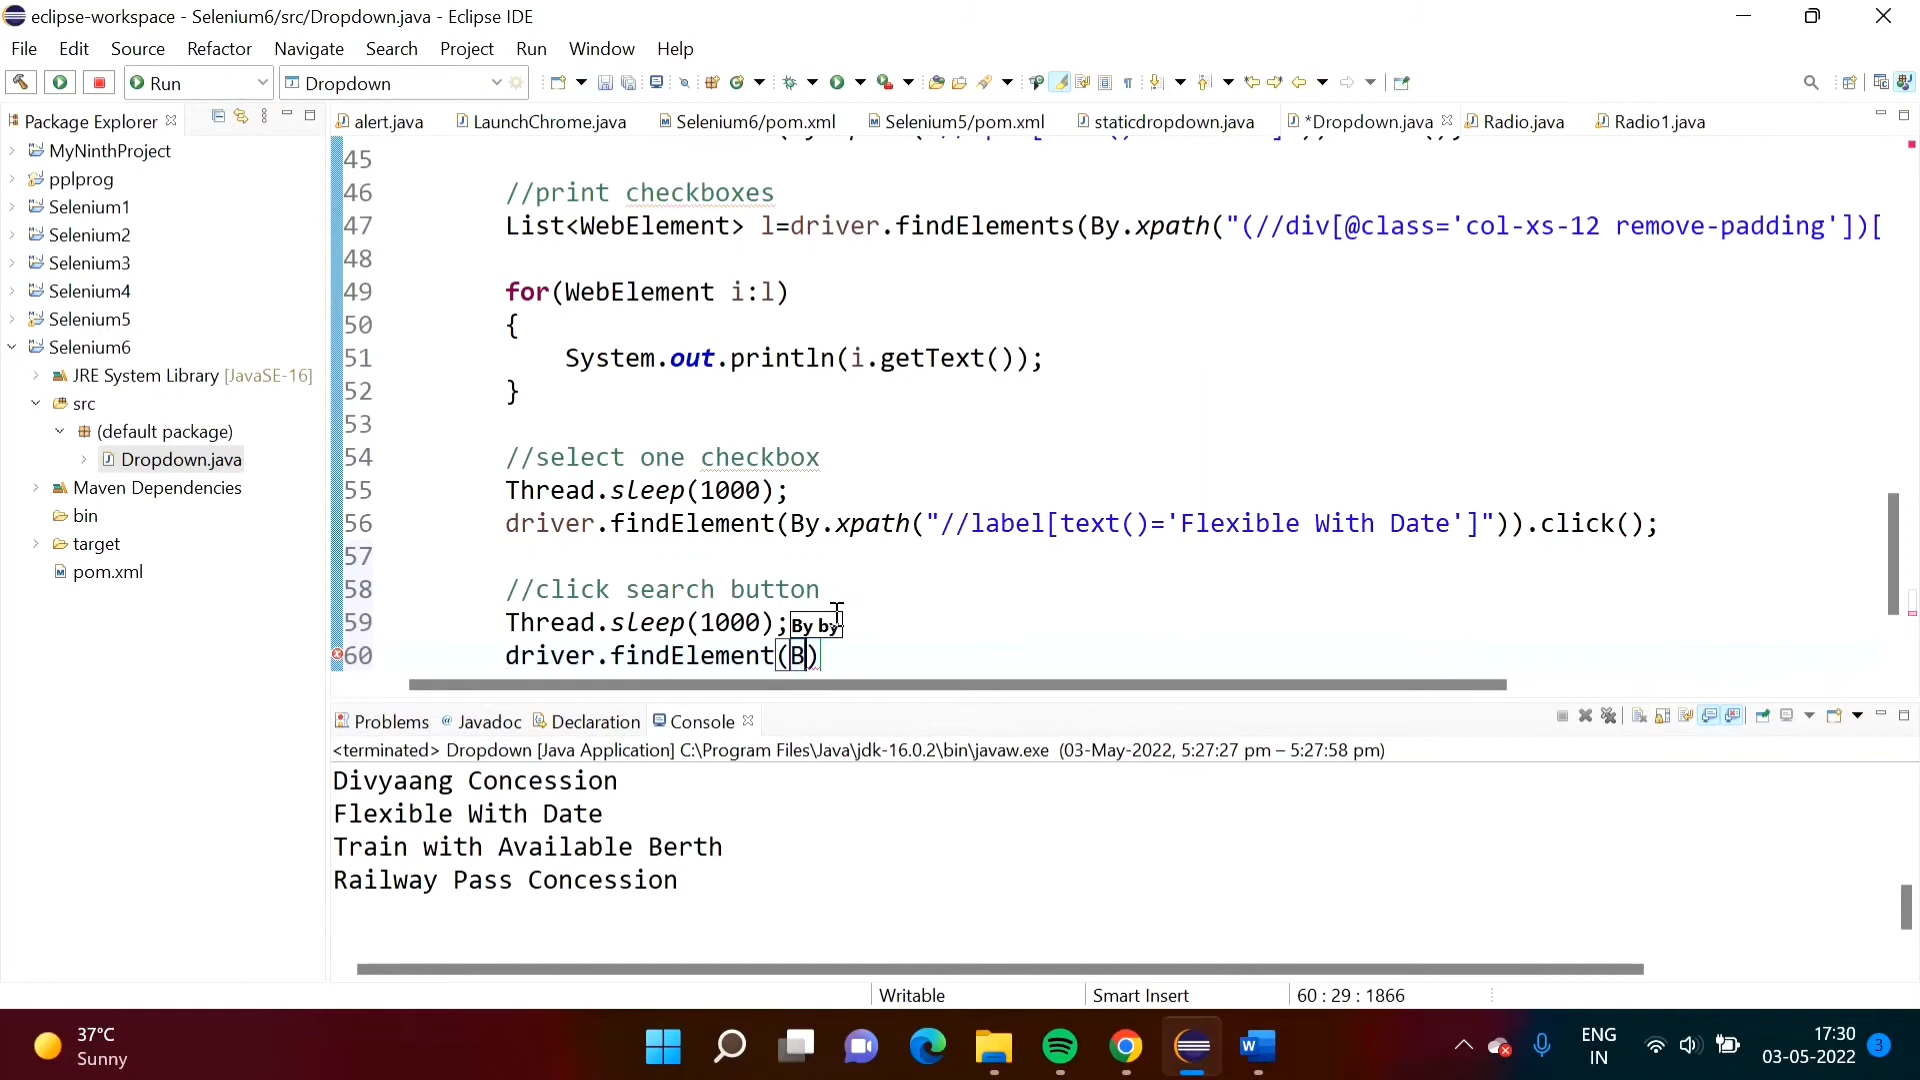 eclipse-workspace - Selenium6/src/Dropdown.java - Eclipse IDE
File Edit Source Refactor Navigate Search Project Run Window Help
Run Dropdown
Package Explorer
alert.java LaunchChrome.java Selenium6/pom.xml Selenium5/pom.xml staticdropdown.java *Dropdown.java Radio.java Radio1.java
MyNinthProject
pplprog
Selenium1
Selenium2
Selenium3
Selenium4
Selenium5
Selenium6
JRE System Library [JavaSE-16]
src
(default package)
Dropdown.java
Maven Dependencies
bin
target
pom.xml
45
46 //print checkboxes
47 List<WebElement> l=driver.findElements(By.xpath("(//div[@class='col-xs-12 remove-padding'])[
48
49 for(WebElement i:l)
50 {
51 System.out.println(i.getText());
52 }
53
54 //select one checkbox
55 Thread.sleep(1000);
56 driver.findElement(By.xpath("//label[text()='Flexible With Date']")).click();
57
58 //click search button
59 Thread.sleep(1000);
By by
60 driver.findElement(B)
Problems Javadoc Declaration Console
<terminated> Dropdown [Java Application] C:\Program Files\Java\jdk-16.0.2\bin\javaw.exe (03-May-2022, 5:27:27 pm – 5:27:58 pm)
Divyaang Concession
Flexible With Date
Train with Available Berth
Railway Pass Concession
Writable Smart Insert 60 : 29 : 1866
37°C
Sunny
ENG
IN
17:30
03-05-2022
3